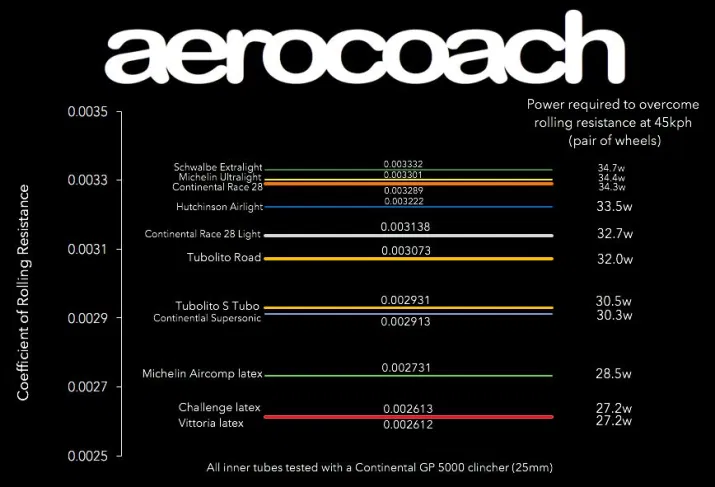 aerocoach
Power required to overcome
rolling resistance at 45kph
(pair of wheels)
Coefficient of Rolling Resistance
0.0035
0.0033
0.0031
0.0029
0.0027
0.0025
Schwalbe Extralight 0.003332 34.7w
Michelin Ultralight 0.003301 34.4w
Continental Race 28 0.003289 34.3w
Hutchinson Airlight 0.003222 33.5w
Continental Race 28 Light 0.003138 32.7w
Tubolito Road 0.003073 32.0w
Tubolito S Tubo 0.002931 30.5w
Continental Supersonic 0.002913 30.3w
Michelin Aircomp latex 0.002731 28.5w
Challenge latex 0.002613 27.2w
Vittoria latex 0.002612 27.2w
All inner tubes tested with a Continental GP 5000 clincher (25mm)